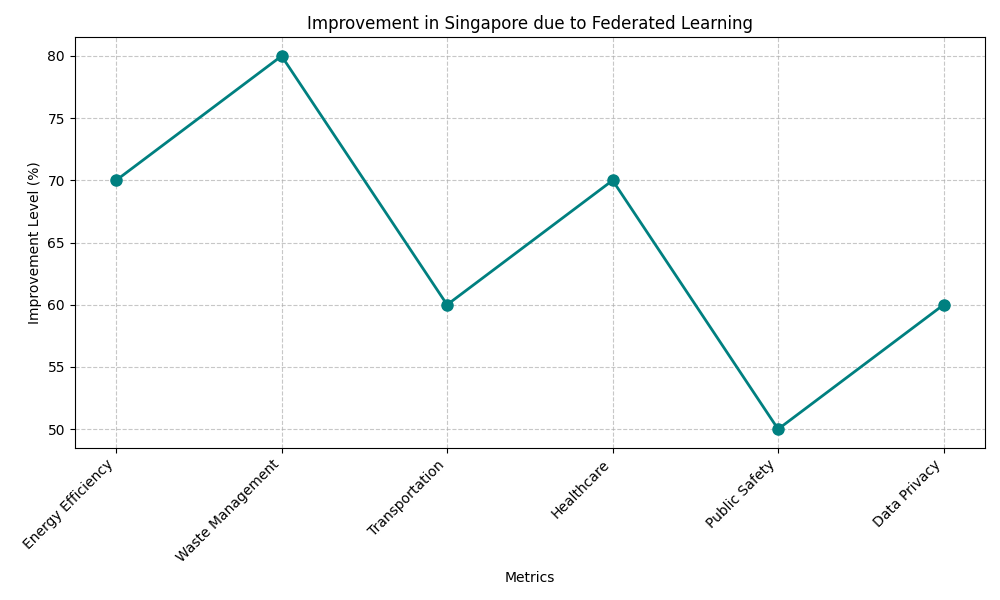 Improvement in Singapore due to Federated Learning
Improvement Level (%)
80
75
70
65
60
55
50
Energy Efficiency
Waste Management
Transportation
Healthcare
Public Safety
Data Privacy
Metrics